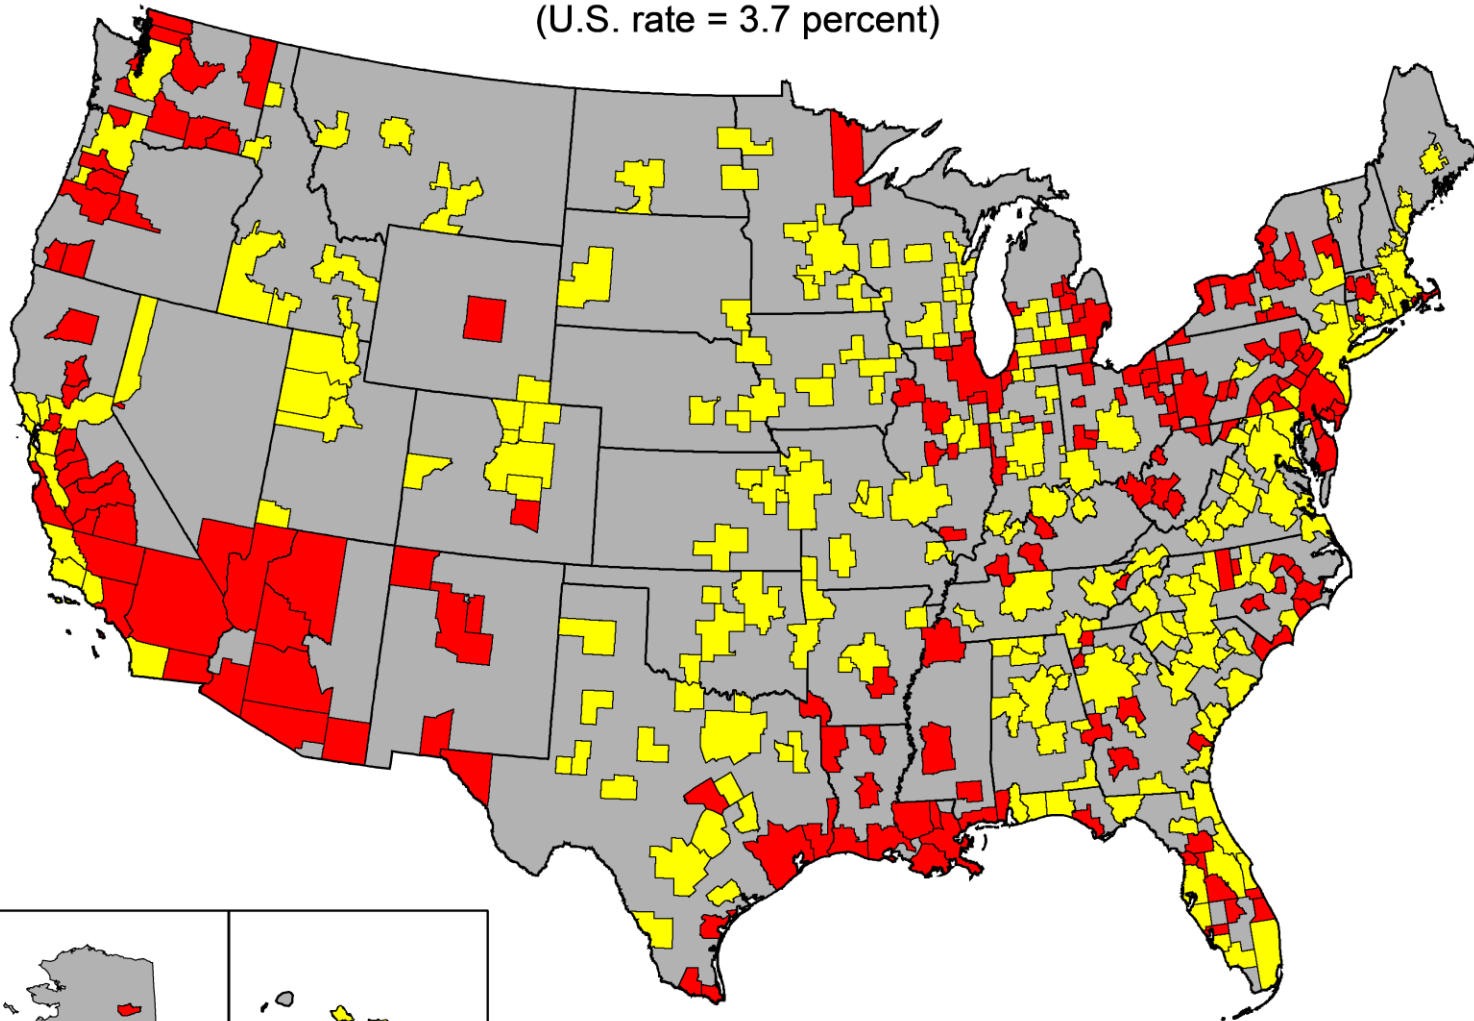 (U.S. rate = 3.7 percent)